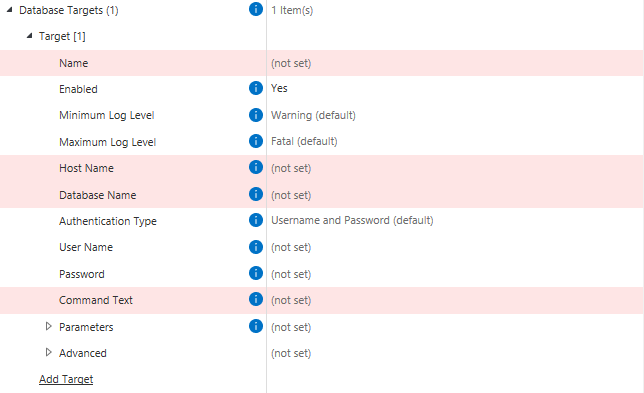 Database Targets (1) 1 Item(s)
Target [1]
Name (not set)
Enabled Yes
Minimum Log Level Warning (default)
Maximum Log Level Fatal (default)
Host Name (not set)
Database Name (not set)
Authentication Type Username and Password (default)
User Name (not set)
Password (not set)
Command Text (not set)
Parameters (not set)
Advanced (not set)
Add Target